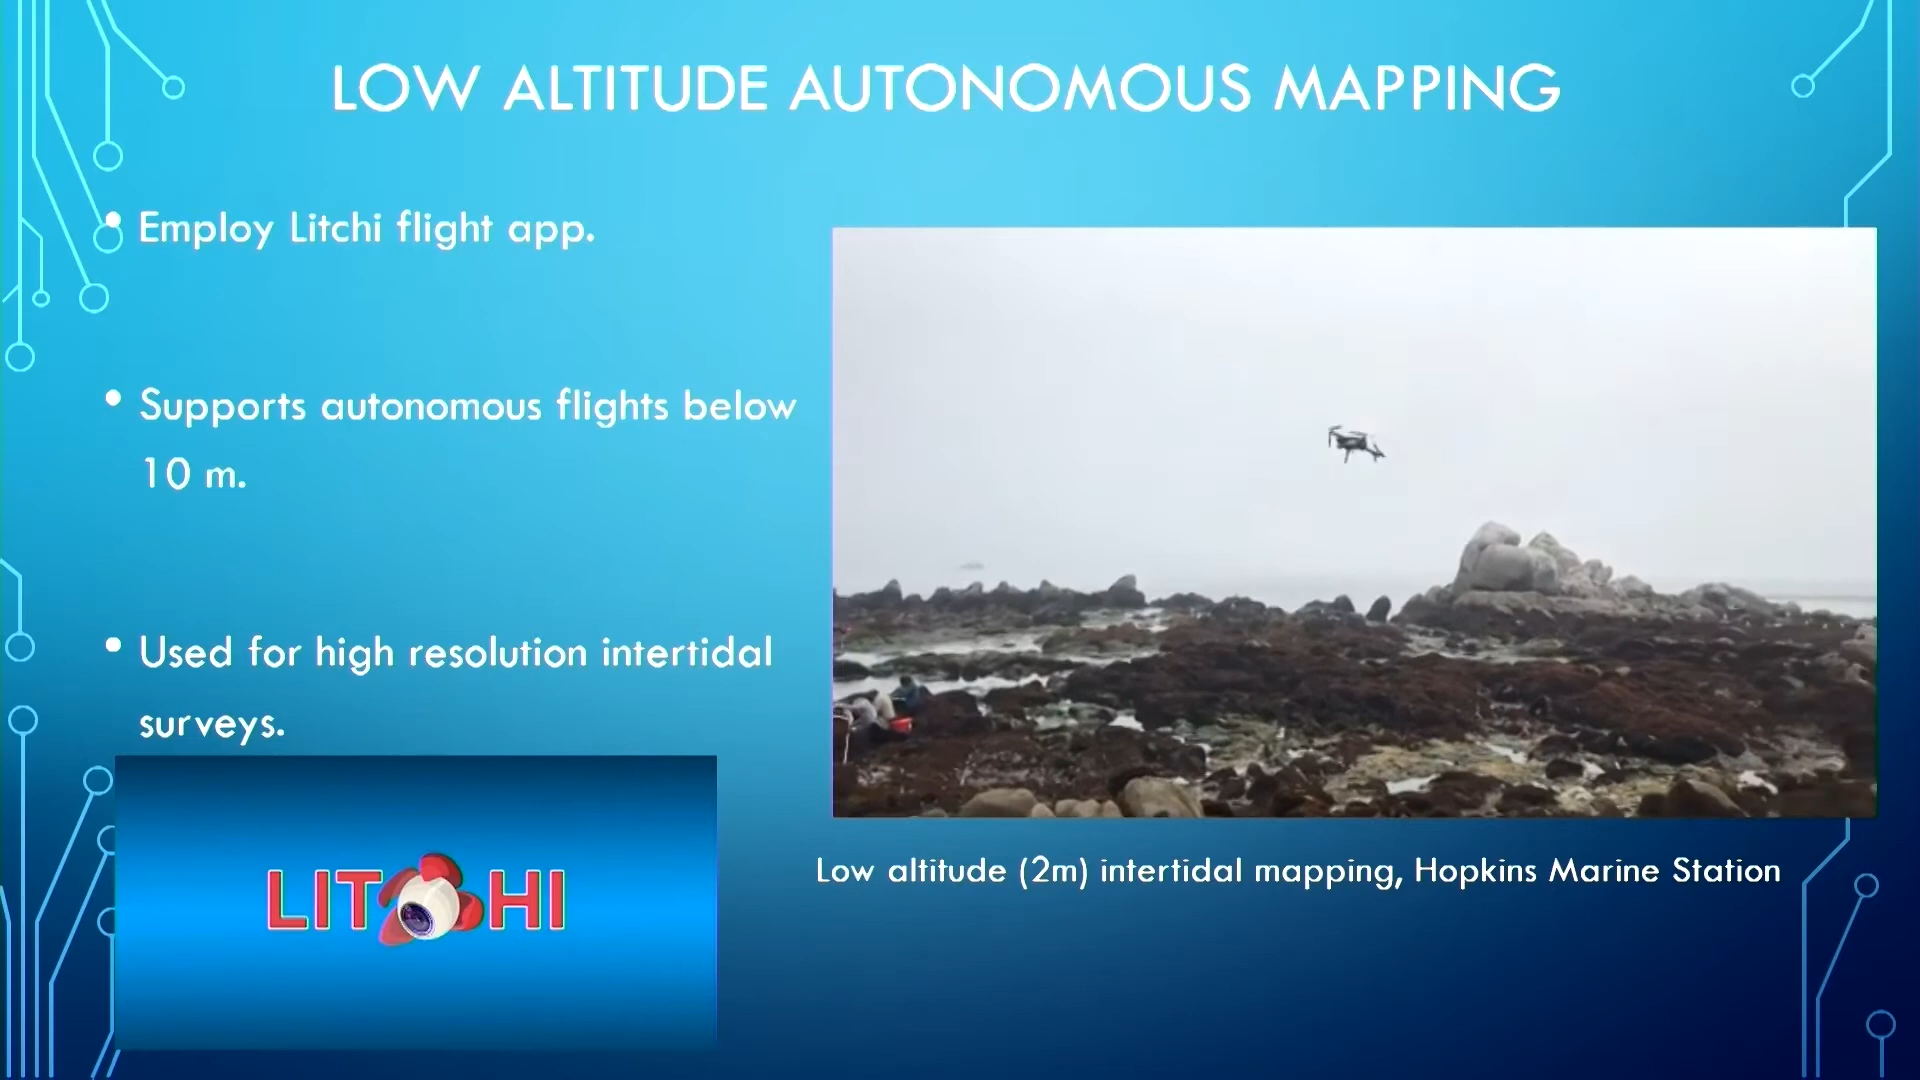 LOW ALTITUDE AUTONOMOUS MAPPING
• Employ Litchi flight app.
• Supports autonomous flights below
10 m.
• Used for high resolution intertidal
surveys.
LITCHI
Low altitude (2m) intertidal mapping, Hopkins Marine Station